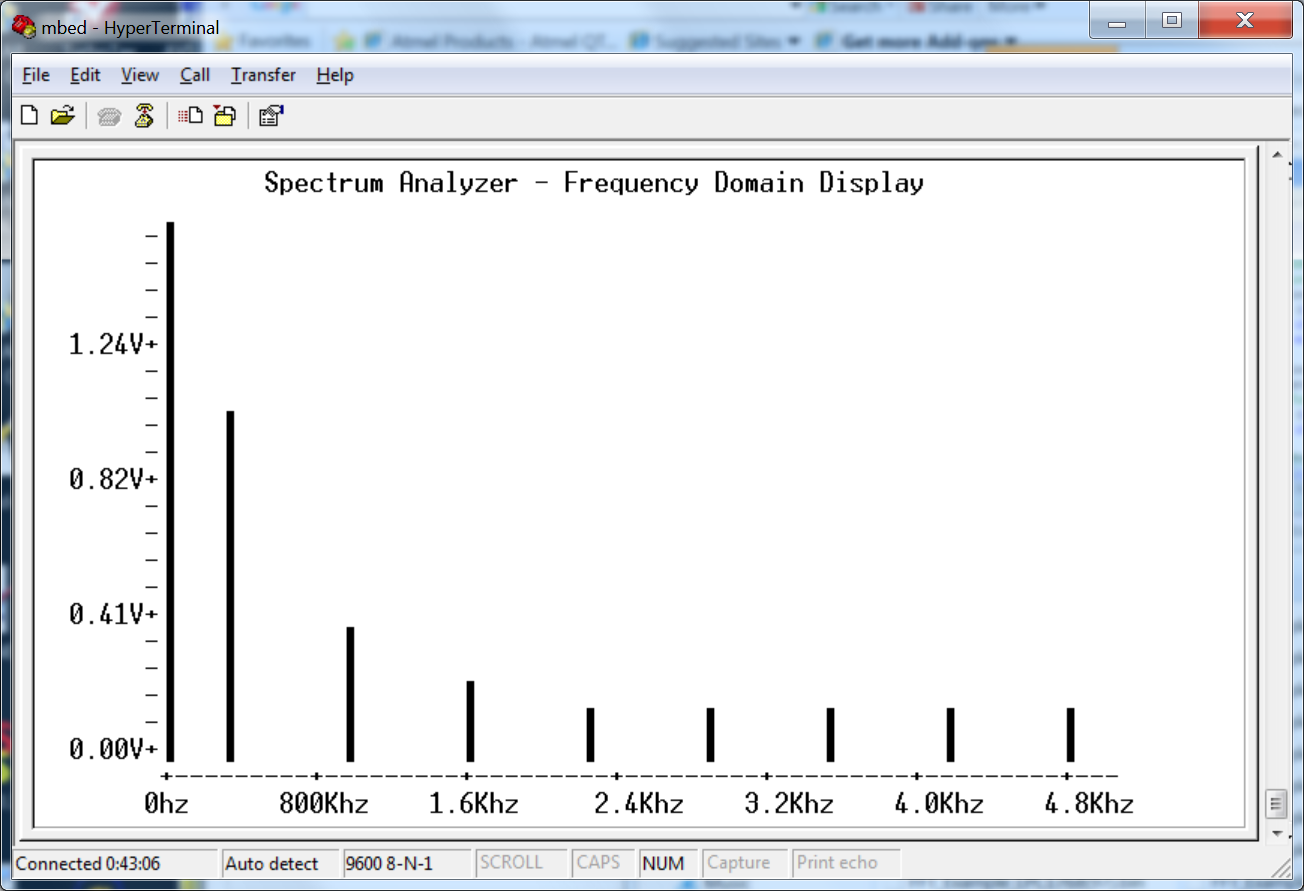 mbed - HyperTerminal
File Edit View Call Transfer Help
Spectrum Analyzer - Frequency Domain Display
1.24V+
0.82V+
0.41V+
0.00V+
0hz 800Khz 1.6Khz 2.4Khz 3.2Khz 4.0Khz 4.8Khz
Connected 0:43:06 Auto detect 9600 8-N-1 SCROLL CAPS NUM Capture Print echo